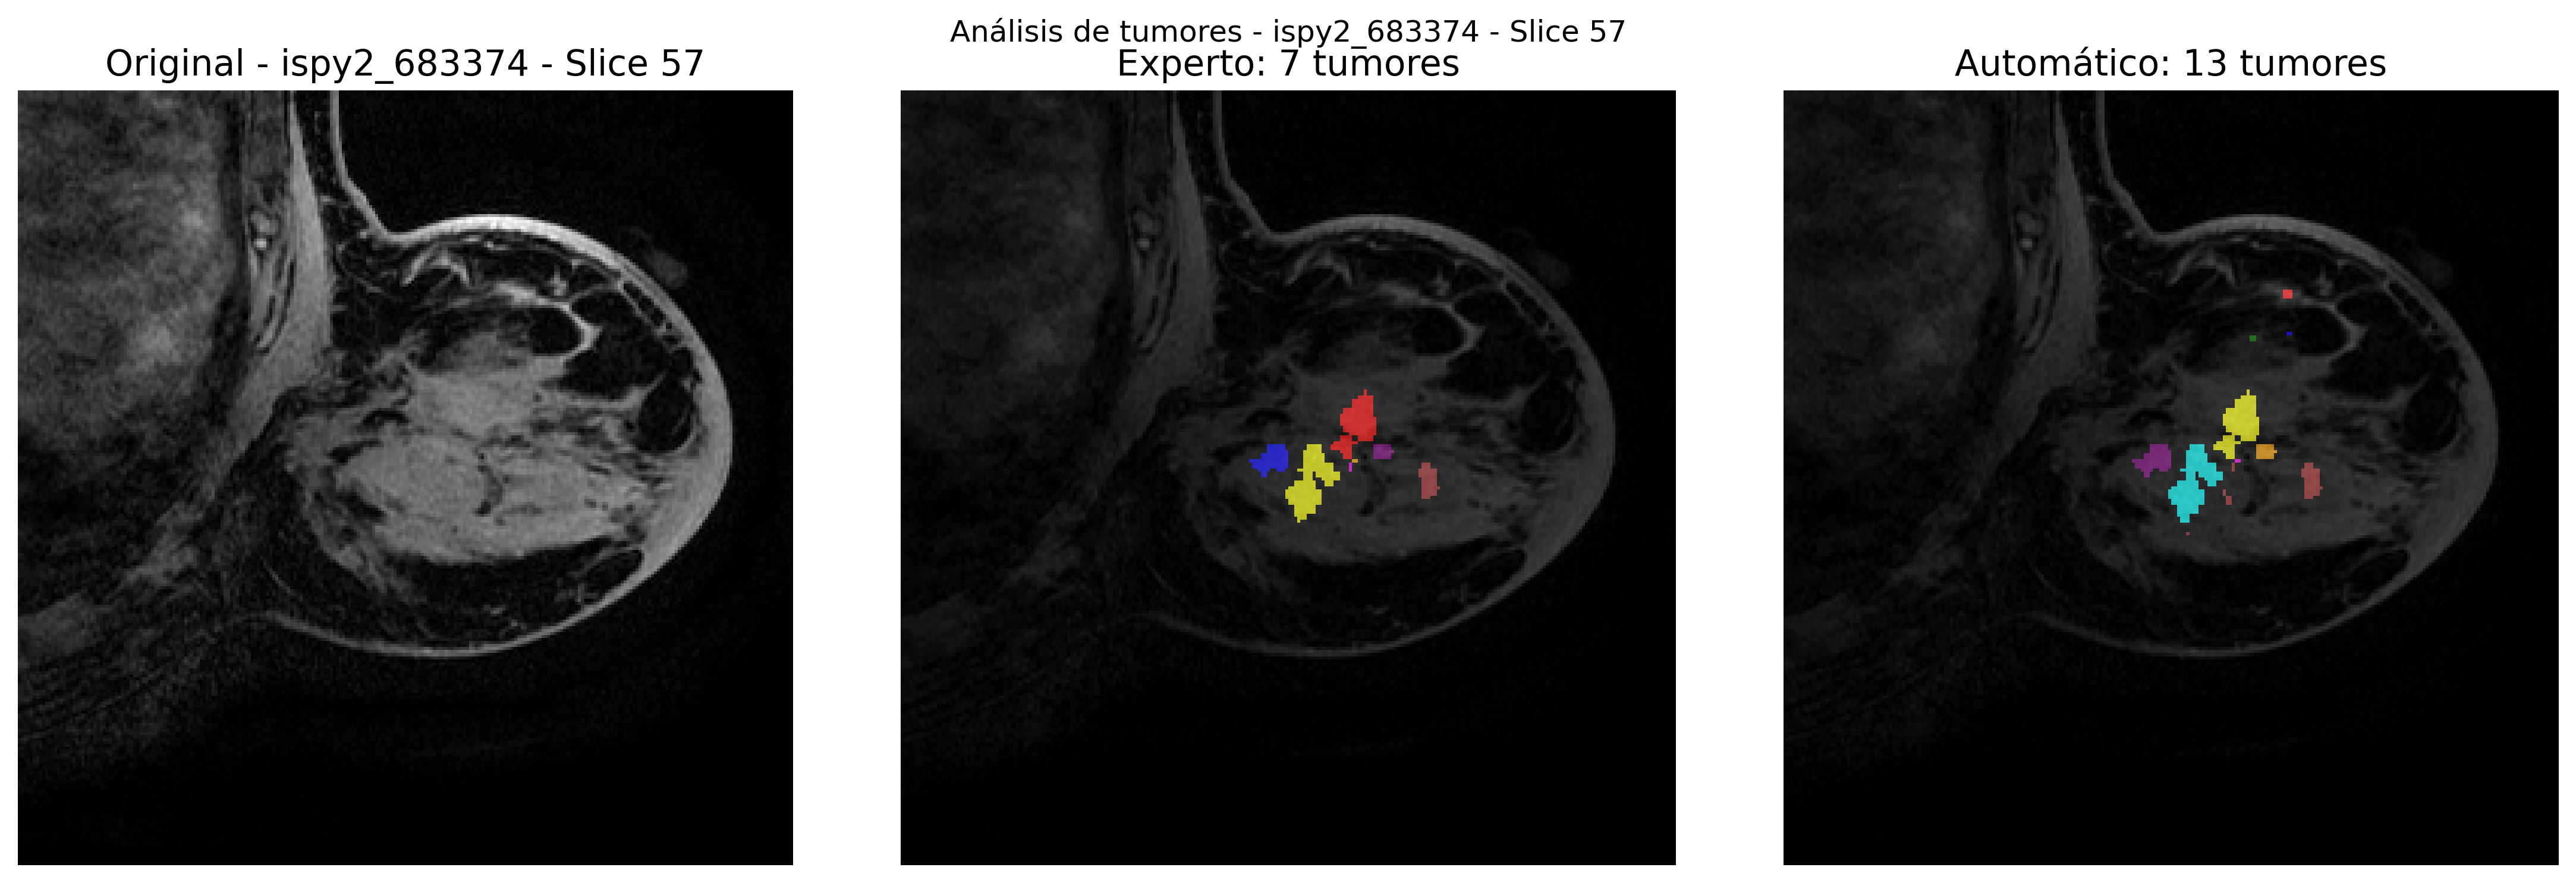 Análisis de tumores - ispy2_683374 - Slice 57
Original - ispy2_683374 - Slice 57
Experto: 7 tumores
Automático: 13 tumores